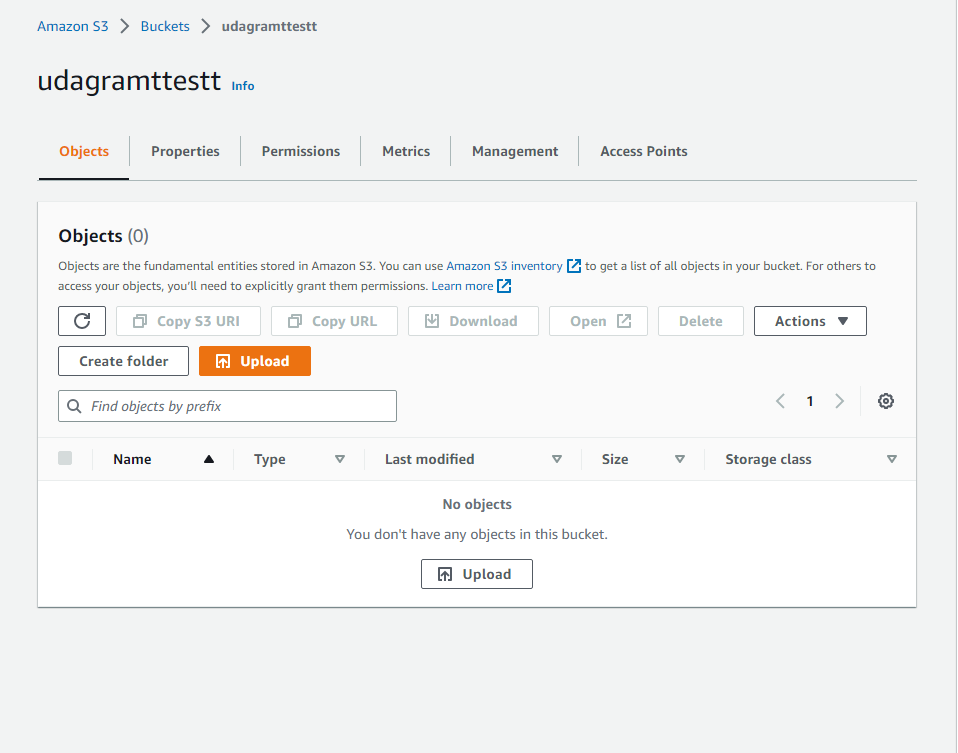 Amazon S3 > Buckets > udagramttestt
udagramttestt Info
Objects Properties Permissions Metrics Management Access Points
Objects (0)
Objects are the fundamental entities stored in Amazon S3. You can use Amazon S3 inventory to get a list of all objects in your bucket. For others to
access your objects, you'll need to explicitly grant them permissions. Learn more
Copy S3 URI Copy URL Download Open Delete Actions
Create folder Upload
Find objects by prefix 1
Name Type Last modified Size Storage class
No objects
You don't have any objects in this bucket.
Upload